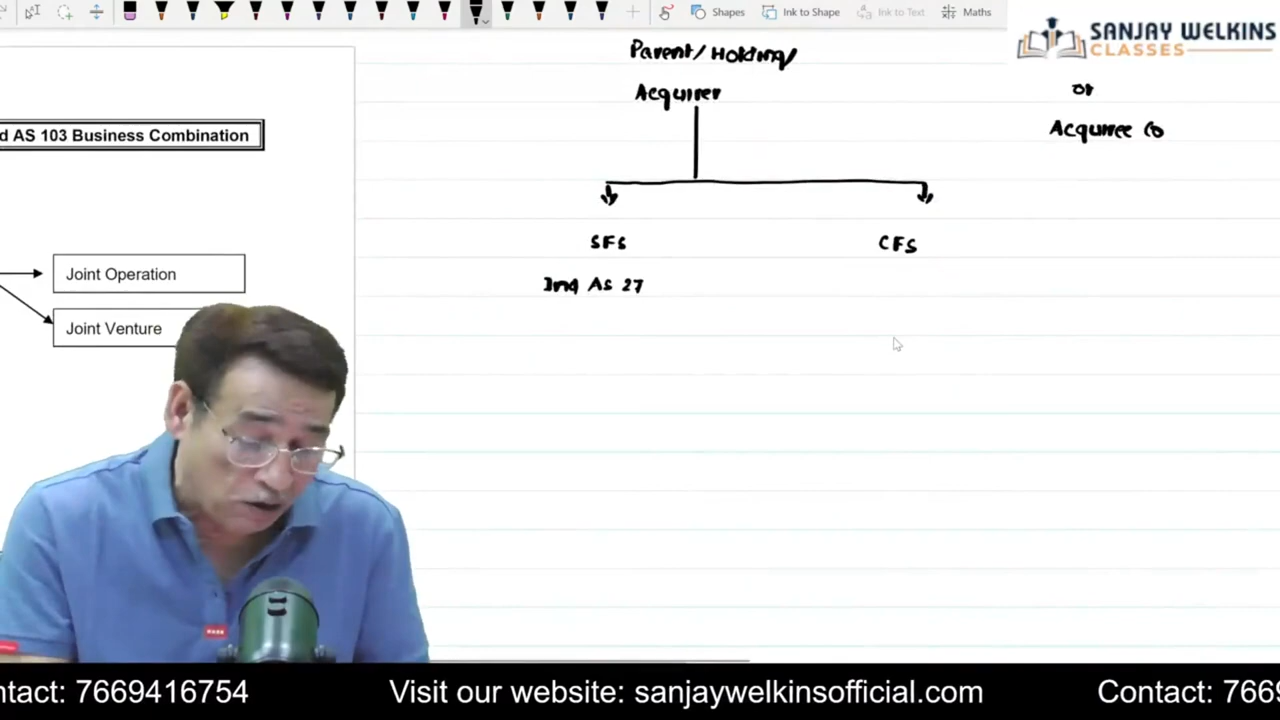 Shapes
Ink to Shape
Ink to Text
Maths
SANJAY WELKINS
CLASSES
Parent/Holding/
Acquirer
or
Acquiree Co
d AS 103 Business Combination
SFS
CFS
Ind As 27
Joint Operation
Joint Venture
ntact: 7669416754
Visit our website: sanjaywelkinsofficial.com
Contact: 7669